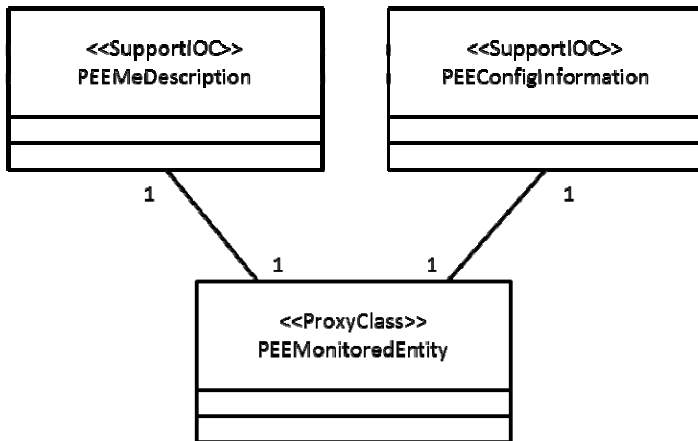 <<SupportIOC>>
PEEMeDescription
<<SupportIOC>>
PEEConfigInformation
1
1
1
1
<<ProxyClass>>
PEEMonitoredEntity